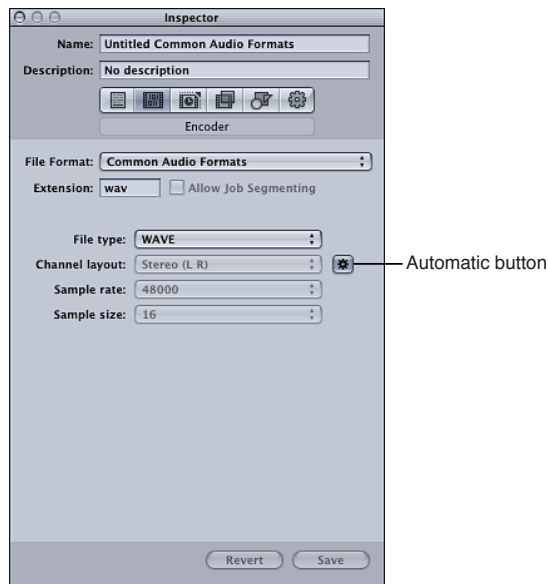 Inspector
Name: Untitled Common Audio Formats
Description: No description
Encoder
File Format: Common Audio Formats
Extension: wav Allow Job Segmenting
File type: WAVE
Channel layout: Stereo (L R)
Automatic button
Sample rate: 48000
Sample size: 16
Revert Save